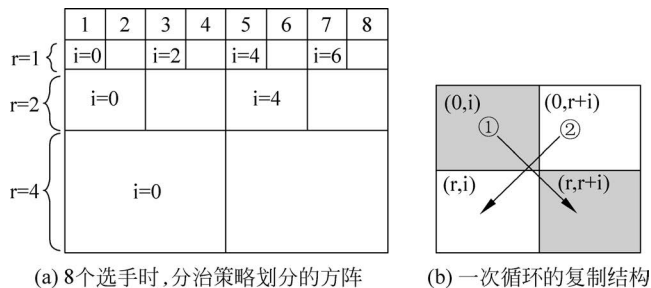 1 2 3 4 5 6 7 8
r=1 i=0 i=2 i=4 i=6
r=2 i=0 i=4
r=4 i=0
(0,i) (0,r+i)
① ②
(r,i) (r,r+i)
(a) 8个选手时,分治策略划分的方阵
(b) 一次循环的复制结构